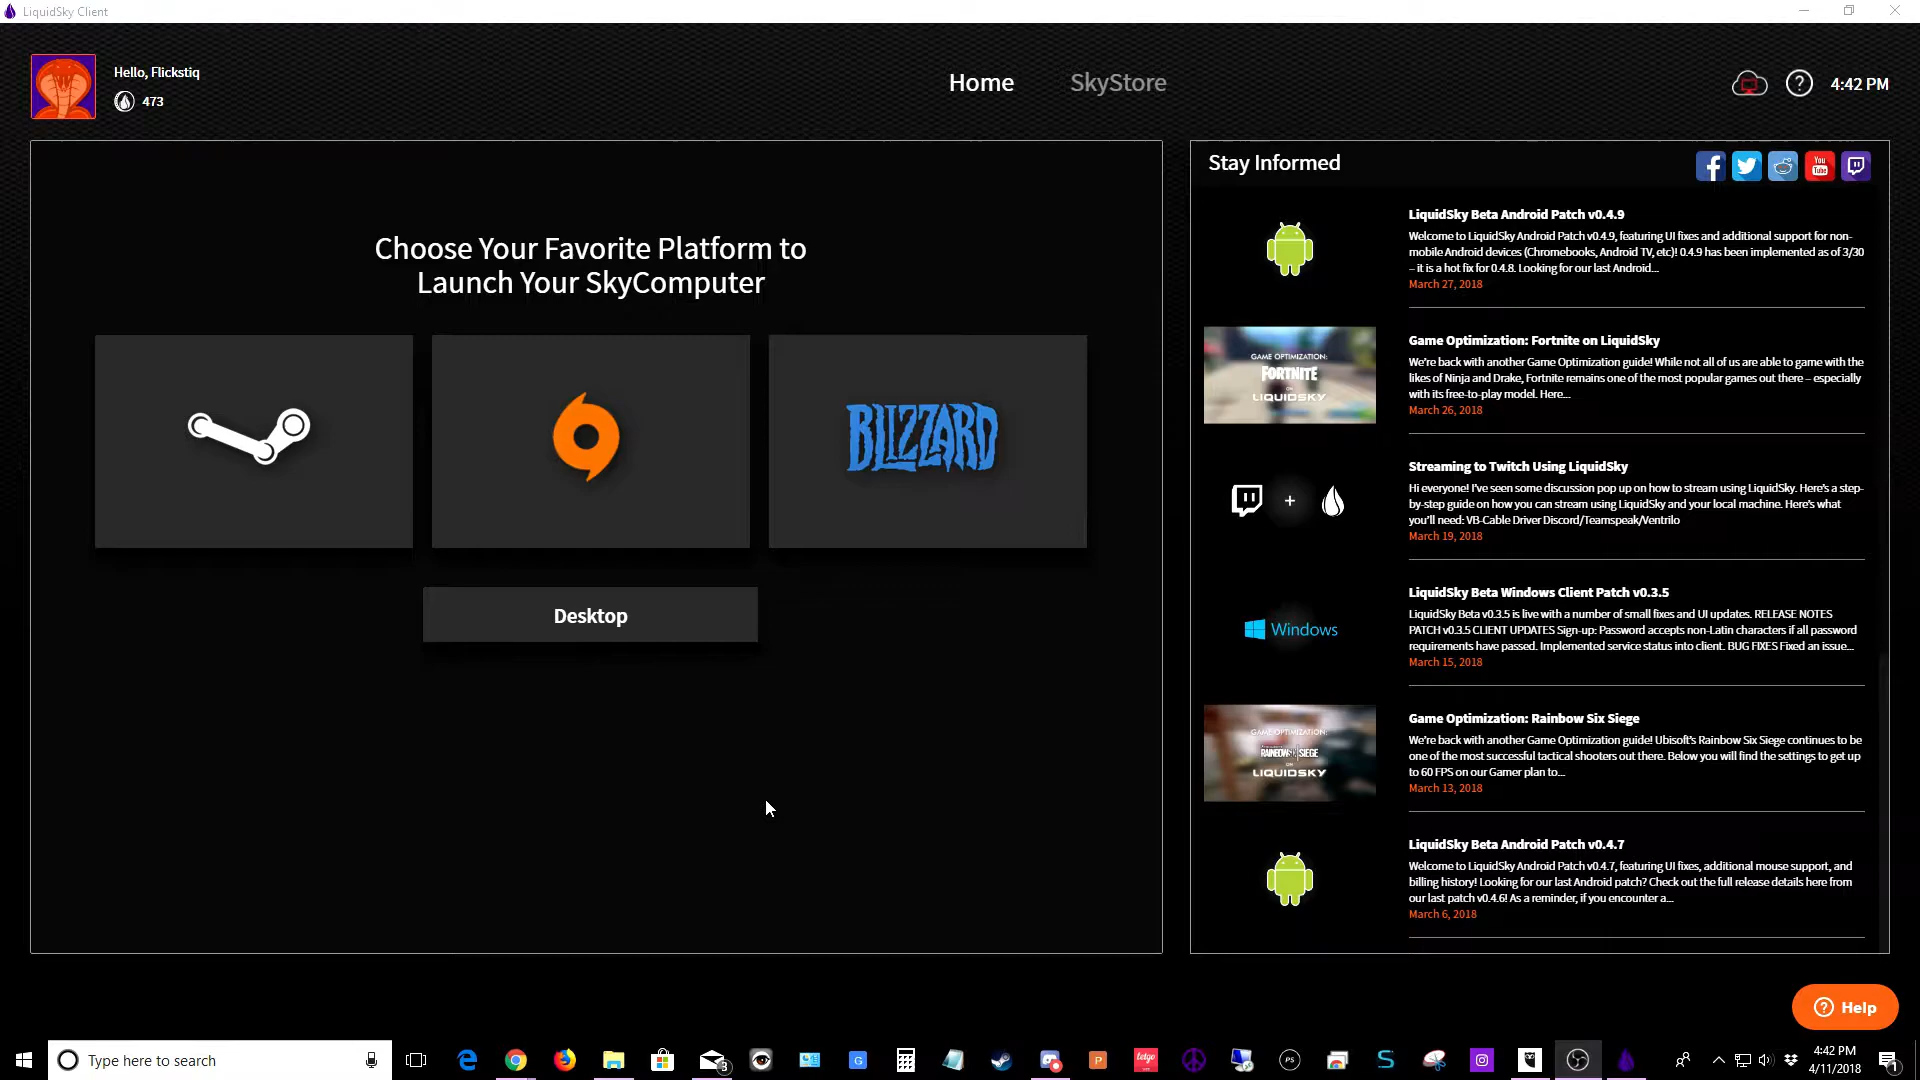 LiquidSky Client
Hello, Flickstiq
473
Home
SkyStore
4:42 PM
Choose Your Favorite Platform to
Launch Your SkyComputer
BLIZZARD
Desktop
Stay Informed
You
Tube
LiquidSky Beta Android Patch v0.4.9
Welcome to LiquidSky Android Patch v0.4.9, featuring UI fixes and additional support for non-
mobile Android devices (Chromebooks, Android TV, etc)! 0.4.9 has been implemented as of 3/30
– it is a hot fix for 0.4.8. Looking for our last Android...
March 27, 2018
GAME OPTIMIZATION:
FORTNITE
ON
LIQUIDSKY
Game Optimization: Fortnite on LiquidSky
We're back with another Game Optimization guide! While not all of us are able to game with the
likes of Ninja and Drake, Fortnite remains one of the most popular games out there – especially
with its free-to-play model. Here...
March 26, 2018
+
Streaming to Twitch Using LiquidSky
Hi everyone! I've seen some discussion pop up on how to stream using LiquidSky. Here's a step-
by-step guide on how you can stream using LiquidSky and your local machine. Here's what
you'll need: VB-Cable Driver Discord/Teamspeak/Ventrilo
March 19, 2018
Windows
LiquidSky Beta Windows Client Patch v0.3.5
LiquidSky Beta v0.3.5 is live with a number of small fixes and UI updates. RELEASE NOTES
PATCH v0.3.5 CLIENT UPDATES Sign-up: Password accepts non-Latin characters if all password
requirements have passed. Implemented service status into client. BUG FIXES Fixed an issue...
March 15, 2018
GAME OPTIMIZATION:
RAINBOW SIX SIEGE
ON
LIQUIDSKY
Game Optimization: Rainbow Six Siege
We're back with another Game Optimization guide! Ubisoft's Rainbow Six Siege continues to be
one of the most successful tactical shooters out there. Below you will find the settings to get up
to 60 FPS on our Gamer plan to...
March 13, 2018
LiquidSky Beta Android Patch v0.4.7
Welcome to LiquidSky Android Patch v0.4.7, featuring UI fixes, additional mouse support, and
billing history! Looking for our last Android patch? Check out the full release details here from
our last patch v0.4.6! As a reminder, if you encounter a...
March 6, 2018
Help
Type here to search
3
G
P
letgo
PS
S
4:42 PM
4/11/2018
1